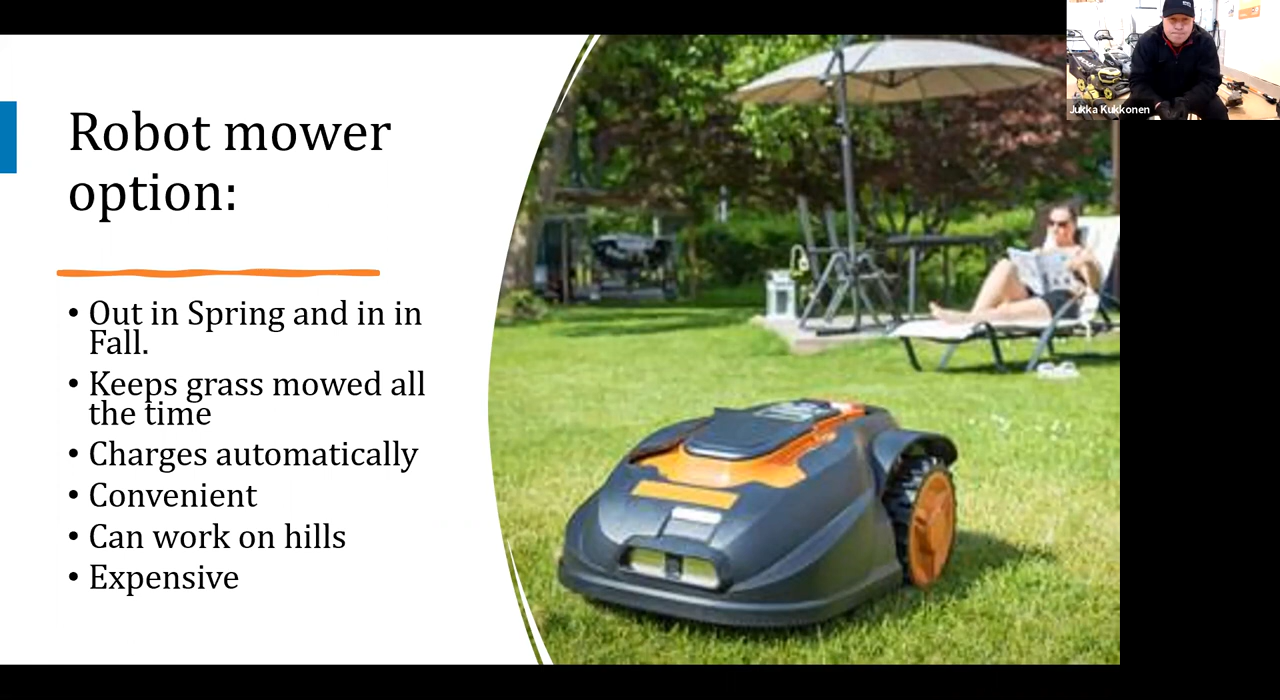 Robot mower
option:
• Out in Spring and in in
Fall.
• Keeps grass mowed all
the time
• Charges automatically
• Convenient
• Can work on hills
• Expensive
Jukka Kukkonen